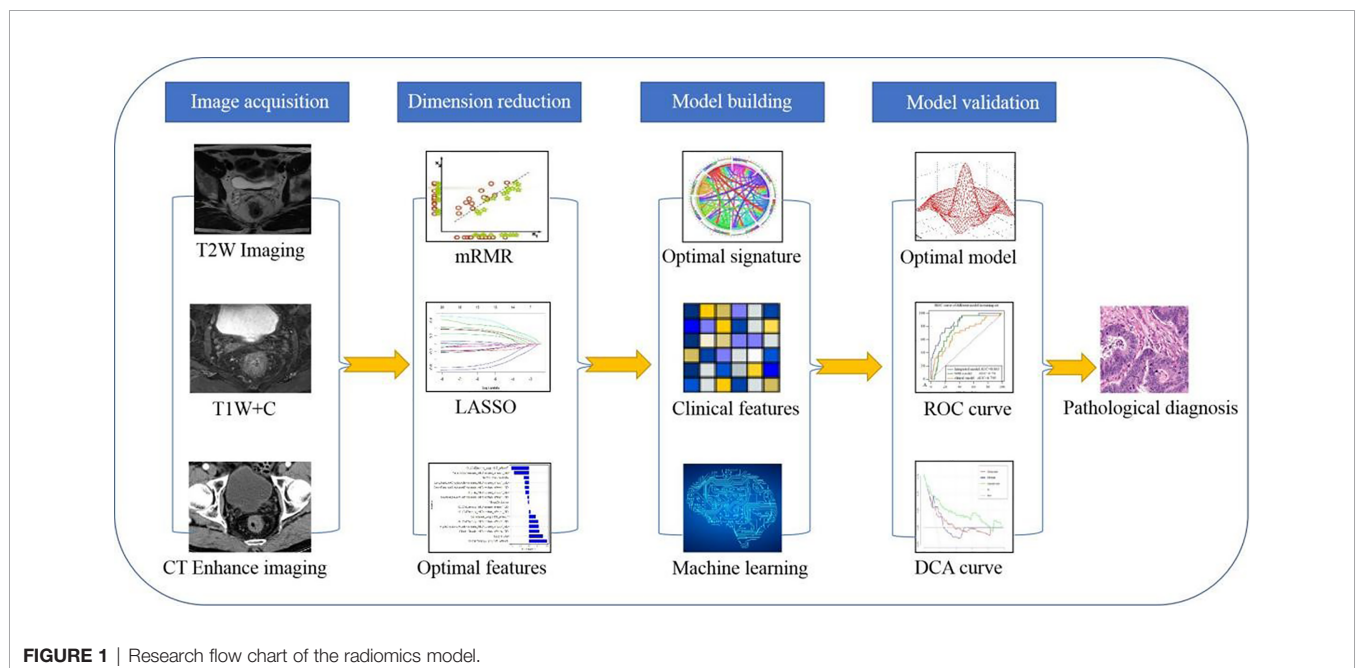 Image acquisition
Dimension reduction
Model building
Model validation
T2W Imaging
mRMR
Optimal signature
Optimal model
T1W+C
LASSO
Clinical features
ROC curve
Pathological diagnosis
CT Enhance imaging
Optimal features
Machine learning
DCA curve
FIGURE 1 | Research flow chart of the radiomics model.